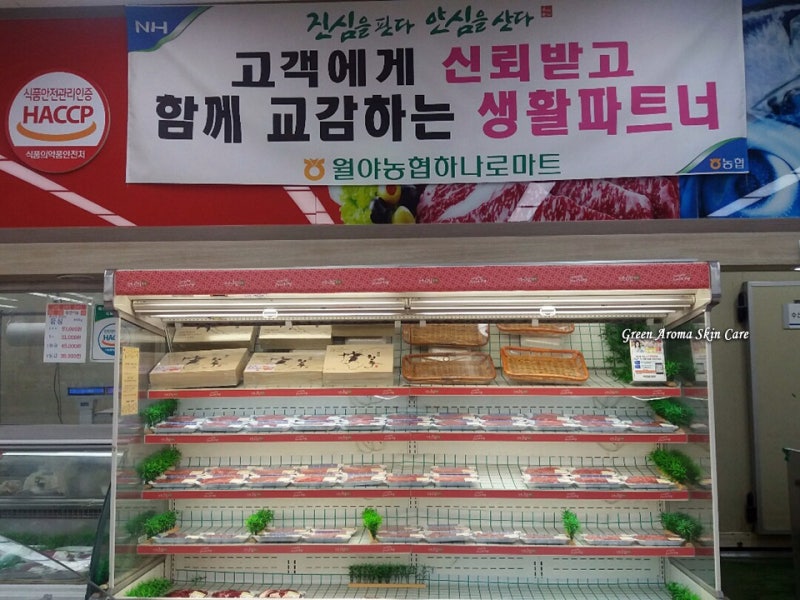 NH
진심을 판다 안심을 산다
고객에게 신뢰받고
함께 교감하는 생활파트너
월야농협하나로마트
농협
식품안전관리인증
HACCP
식품의약품안전처
Green Aroma Skin Care